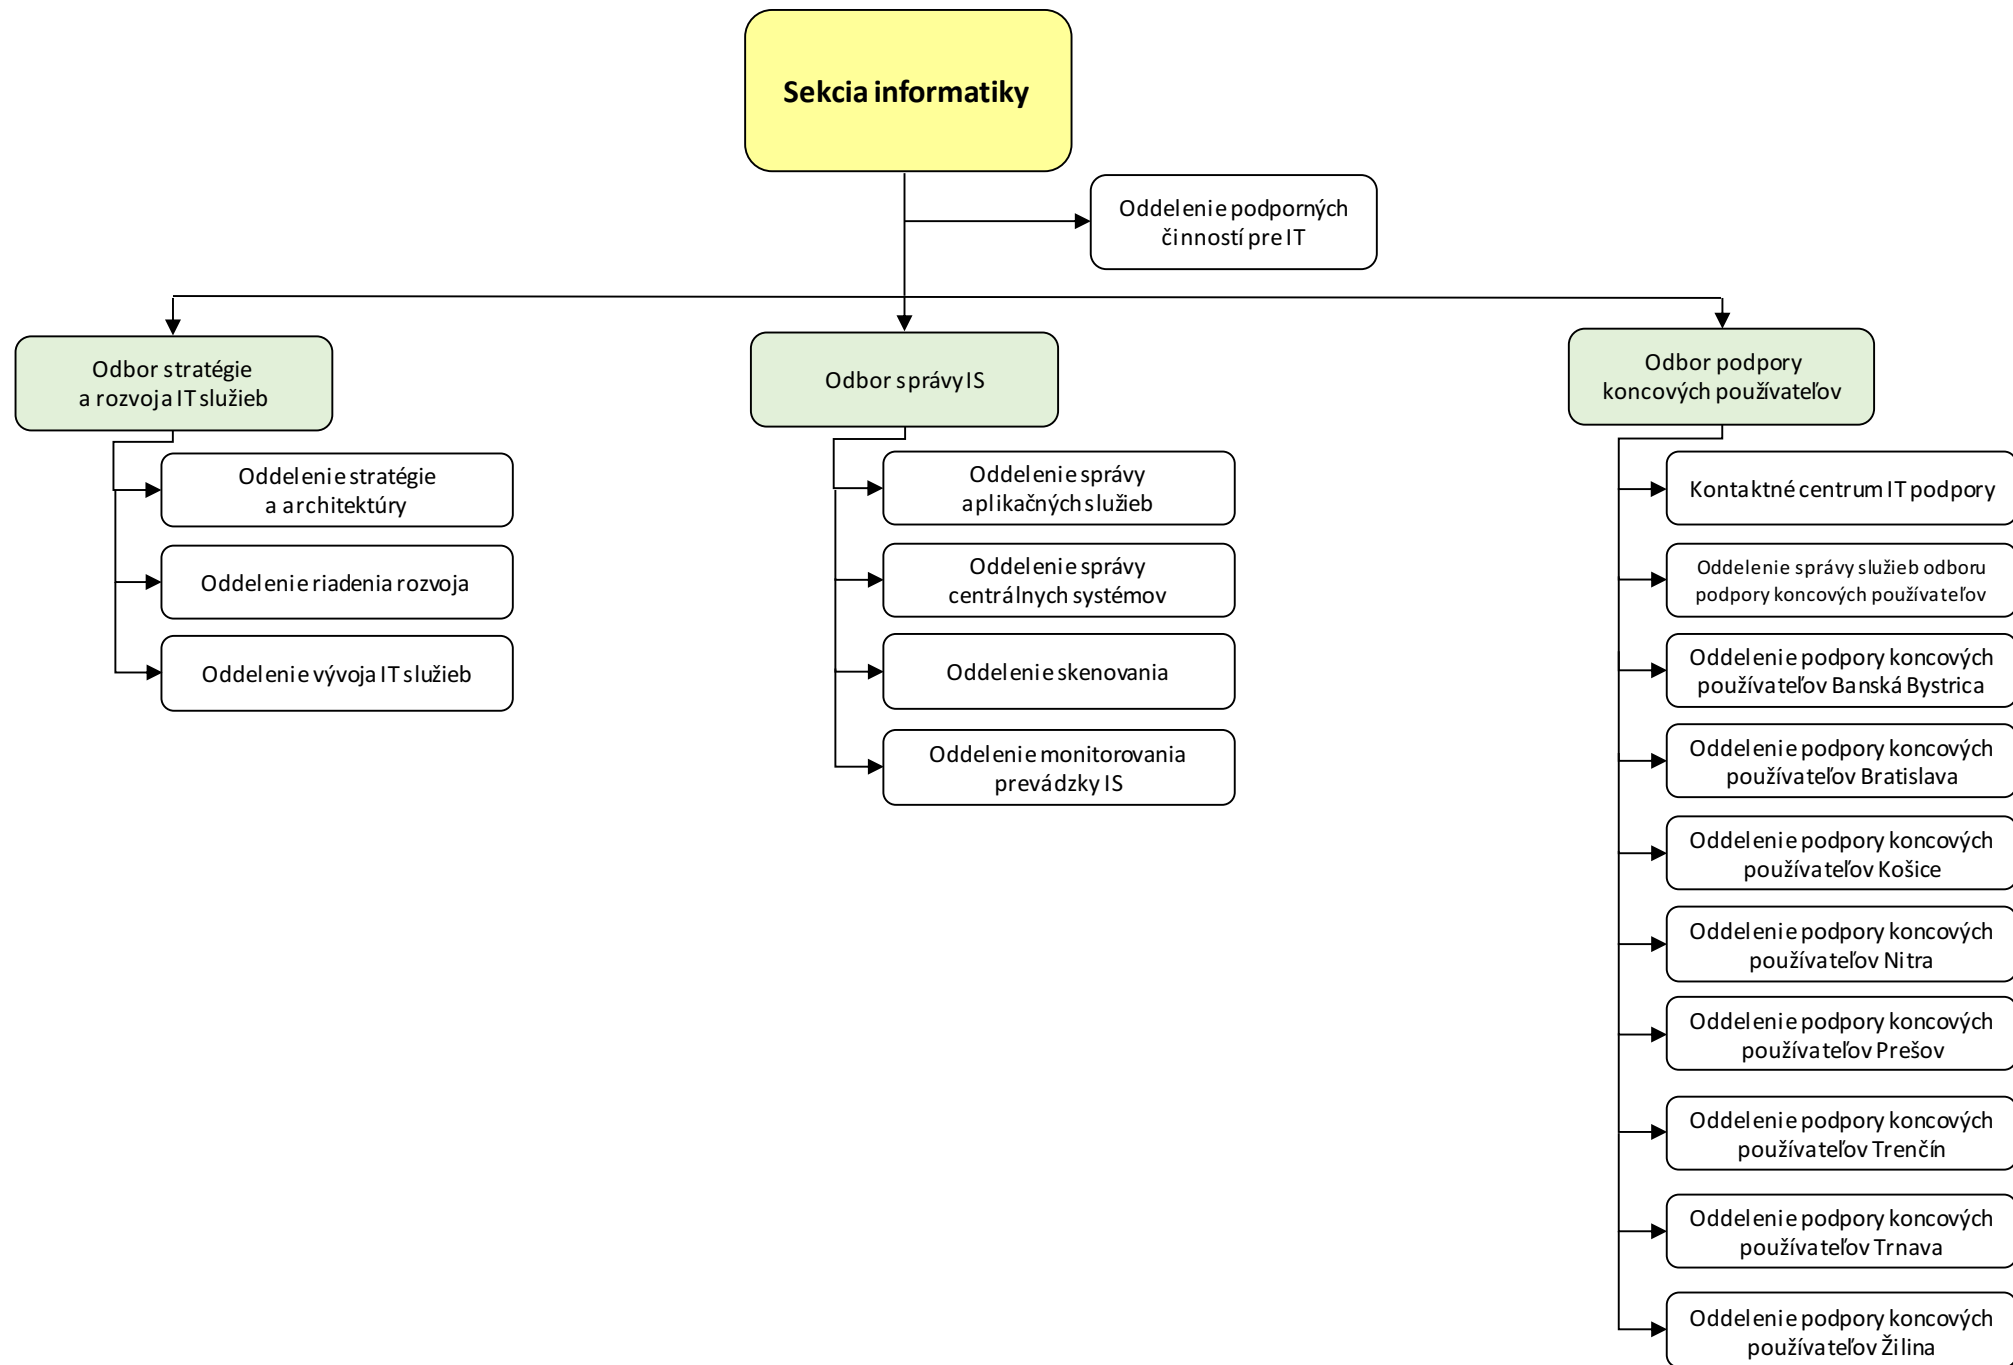 Sekcia informatiky
Oddelenie podporných
činností pre IT
Odbor stratégie
a rozvoja IT služieb
Oddelenie stratégie
a architektúry
Oddelenie riadenia rozvoja
Oddelenie vývoja IT služieb
Odbor správy IS
Oddelenie správy
aplikačných služieb
Oddelenie správy
centrálnych systémov
Oddelenie skenovania
Oddelenie monitorovania
prevádzky IS
Odbor podpory
koncových používateľov
Kontaktné centrum IT podpory
Oddelenie správy služieb odboru
podpory koncových používateľov
Oddelenie podpory koncových
používateľov Banská Bystrica
Oddelenie podpory koncových
používateľov Bratislava
Oddelenie podpory koncových
používateľov Košice
Oddelenie podpory koncových
používateľov Nitra
Oddelenie podpory koncových
používateľov Prešov
Oddelenie podpory koncových
používateľov Trenčín
Oddelenie podpory koncových
používateľov Trnava
Oddelenie podpory koncových
používateľov Žilina